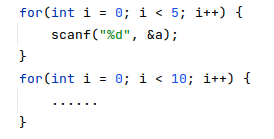 for(int i = 0; i < 5; i++) {
    scanf("%d", &a);
}
for(int i = 0; i < 10; i++) {
    ......
}